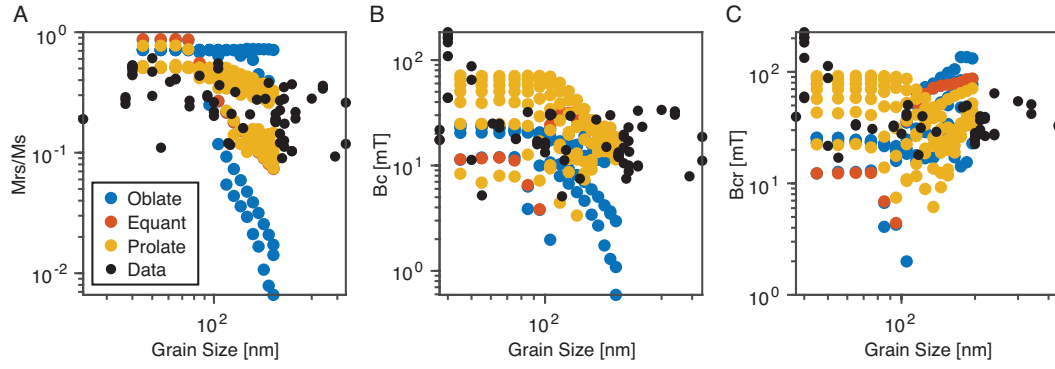 A
B
C
10^0
10^-1
10^-2
Mrs/Ms
Oblate
Equant
Prolate
Data
10^2
Grain Size [nm]
10^2
10^1
10^0
Bc [mT]
10^2
Grain Size [nm]
10^2
10^1
10^0
Bcr [mT]
10^2
Grain Size [nm]